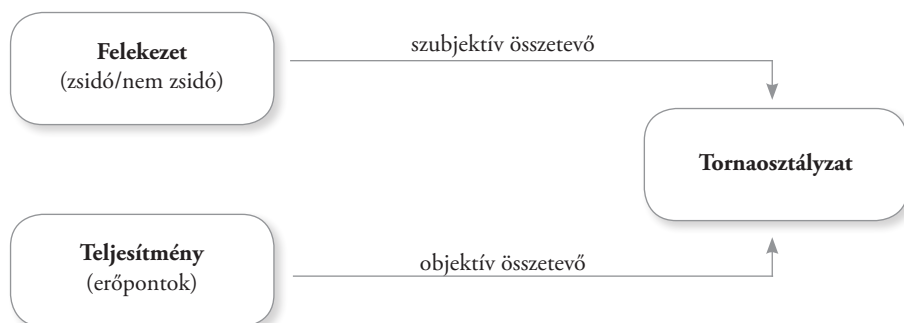 Felekezet
(zsidó/nem zsidó)
szubjektív összetevő
Tornaosztályzat
Teljesítmény
(erőpontok)
objektív összetevő